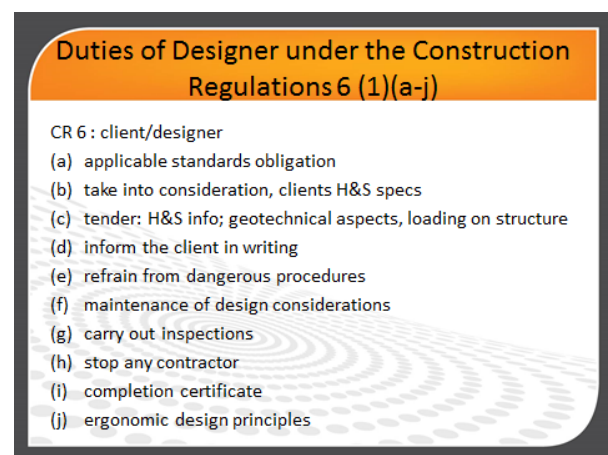 Duties of Designer under the Construction
Regulations 6 (1)(a-j)
CR 6 : client/designer
(a) applicable standards obligation
(b) take into consideration, clients H&S specs
(c) tender: H&S info; geotechnical aspects, loading on structure
(d) inform the client in writing
(e) refrain from dangerous procedures
(f) maintenance of design considerations
(g) carry out inspections
(h) stop any contractor
(i) completion certificate
(j) ergonomic design principles